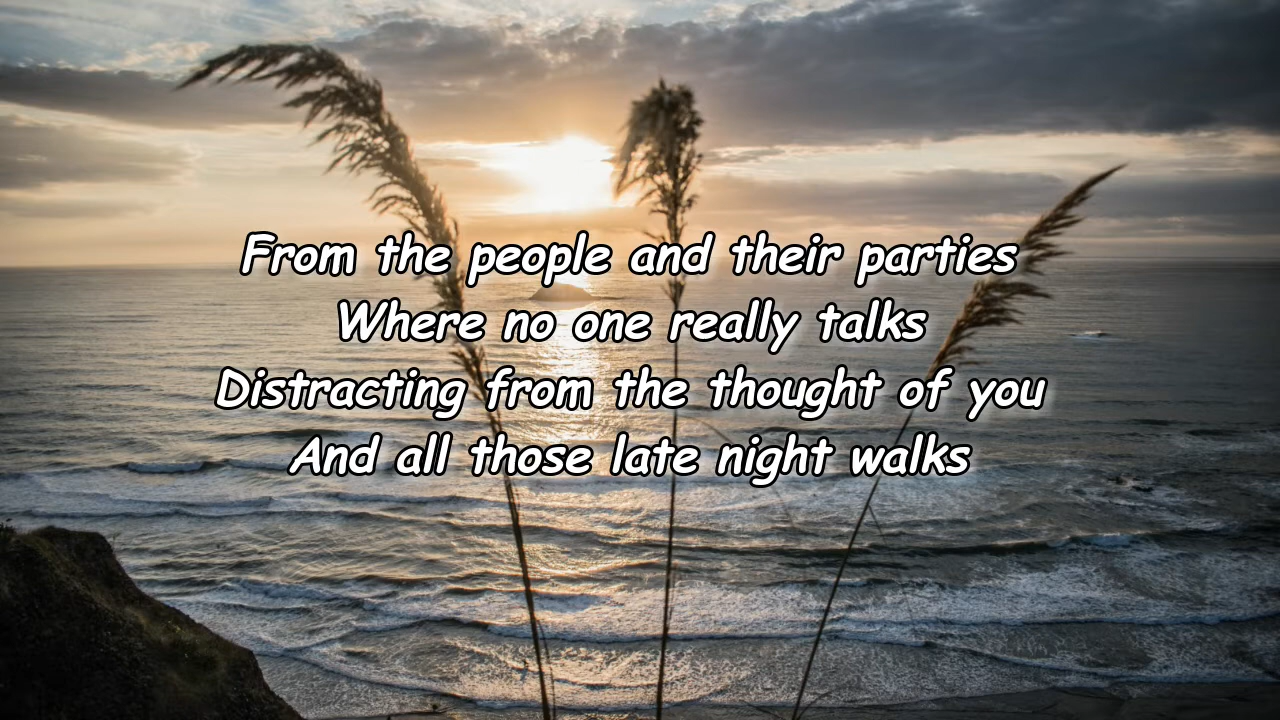 From the people and their parties
Where no one really talks
Distracting from the thought of you
And all those late night walks